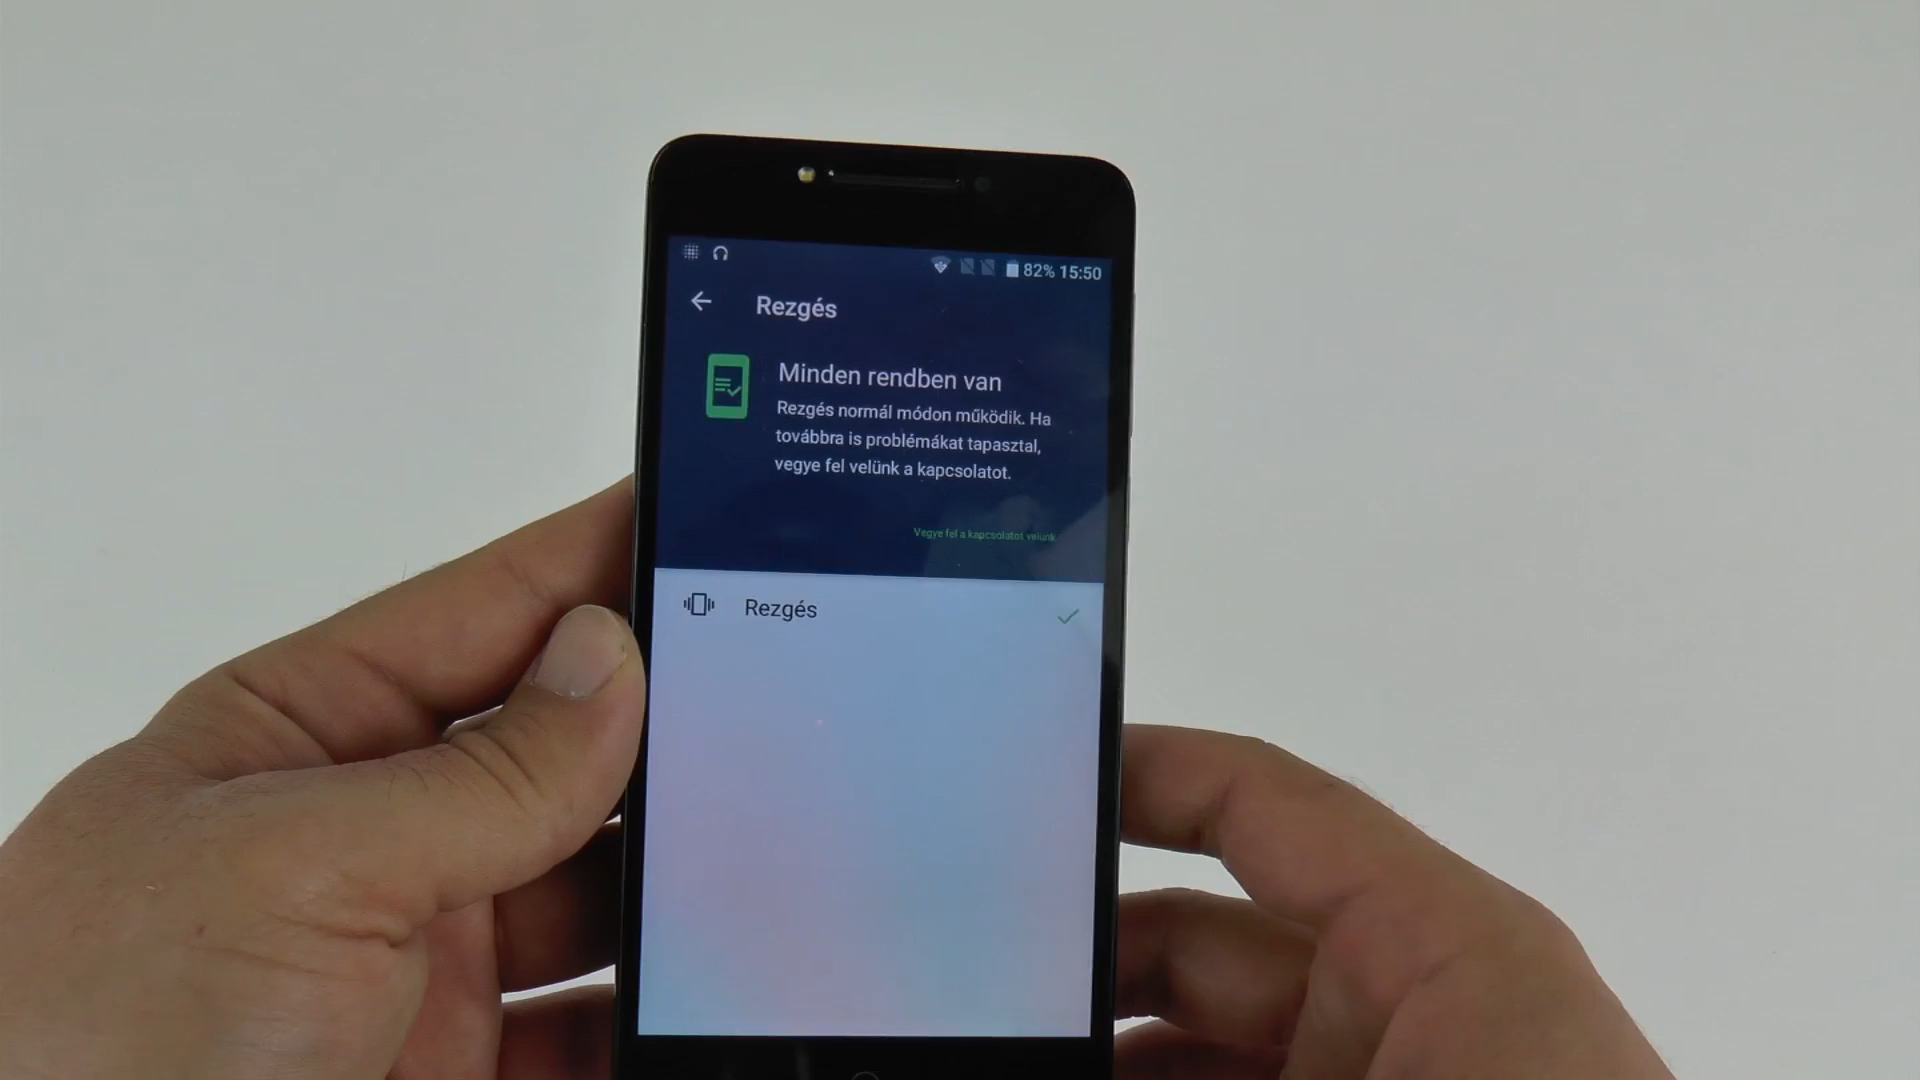 82% 15:50
Rezgés
Minden rendben van
Rezgés normál módon működik. Ha
továbbra is problémákat tapasztal,
vegye fel velünk a kapcsolatot.
Vegye fel a kapcsolatot velünk
Rezgés